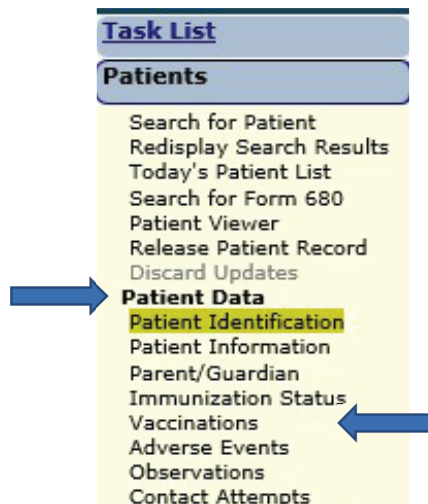 Task List
Patients
Search for Patient
Redisplay Search Results
Today's Patient List
Search for Form 680
Patient Viewer
Release Patient Record
Discard Updates
Patient Data
Patient Identification
Patient Information
Parent/Guardian
Immunization Status
Vaccinations
Adverse Events
Observations
Contact Attempts